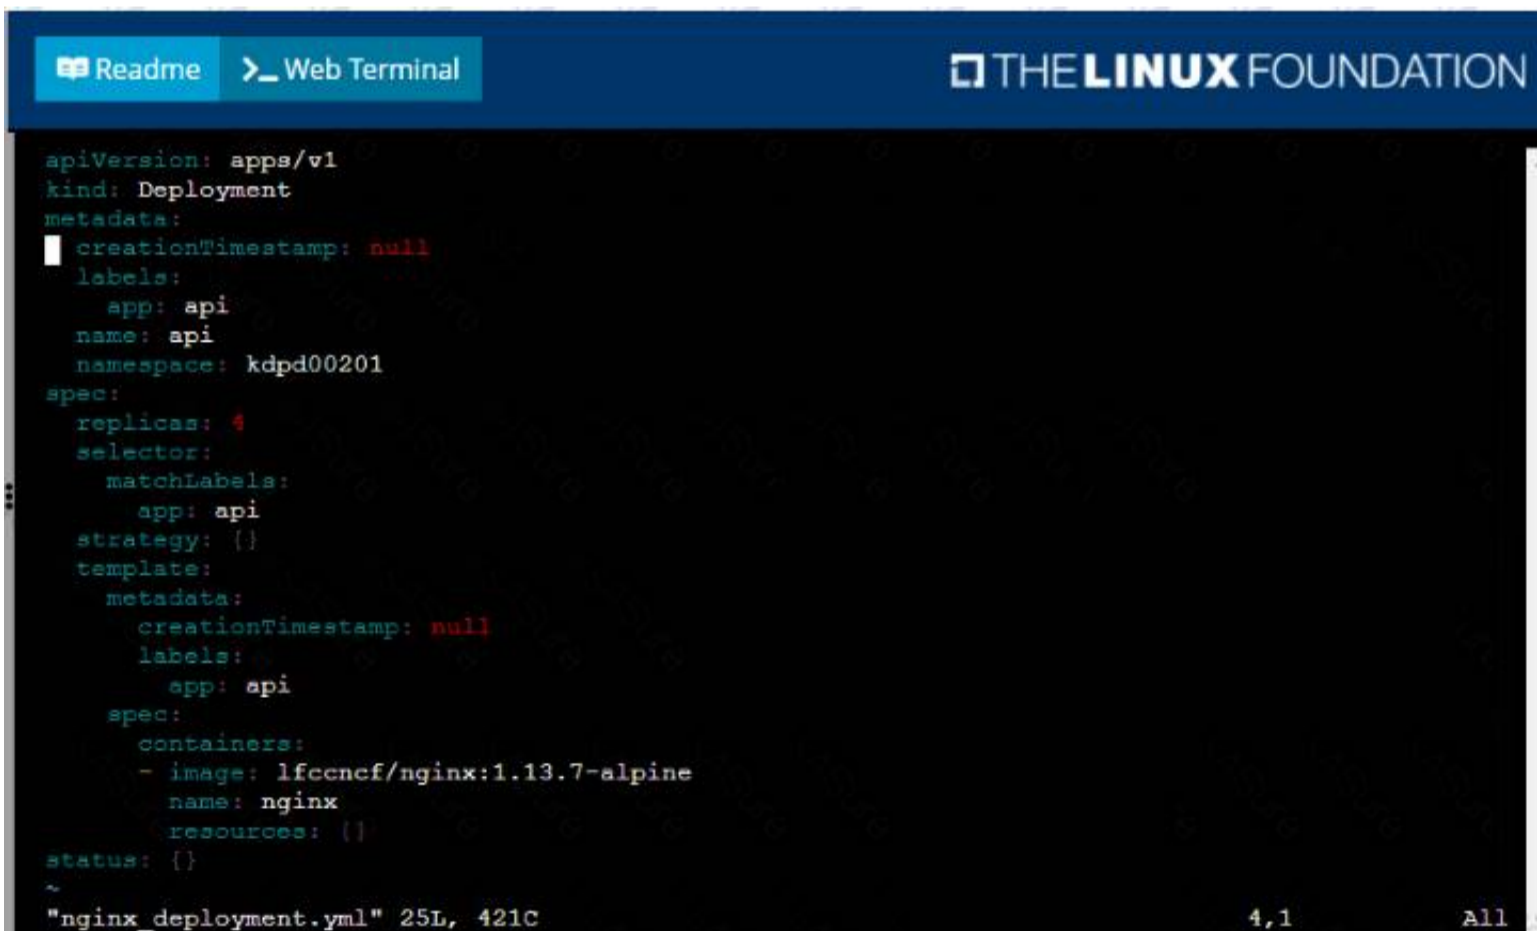 Readme >_ Web Terminal THE LINUX FOUNDATION
apiVersion: apps/v1
kind: Deployment
metadata:
  creationTimestamp: null
  labels:
    app: api
  name: api
  namespace: kdpd00201
spec:
  replicas: 4
  selector:
    matchLabels:
      app: api
  strategy: {}
  template:
    metadata:
      creationTimestamp: null
      labels:
        app: api
    spec:
      containers:
      - image: lfccncf/nginx:1.13.7-alpine
        name: nginx
        resources: {}
status: {}
~
"nginx_deployment.yml" 25L, 421C 4,1 All